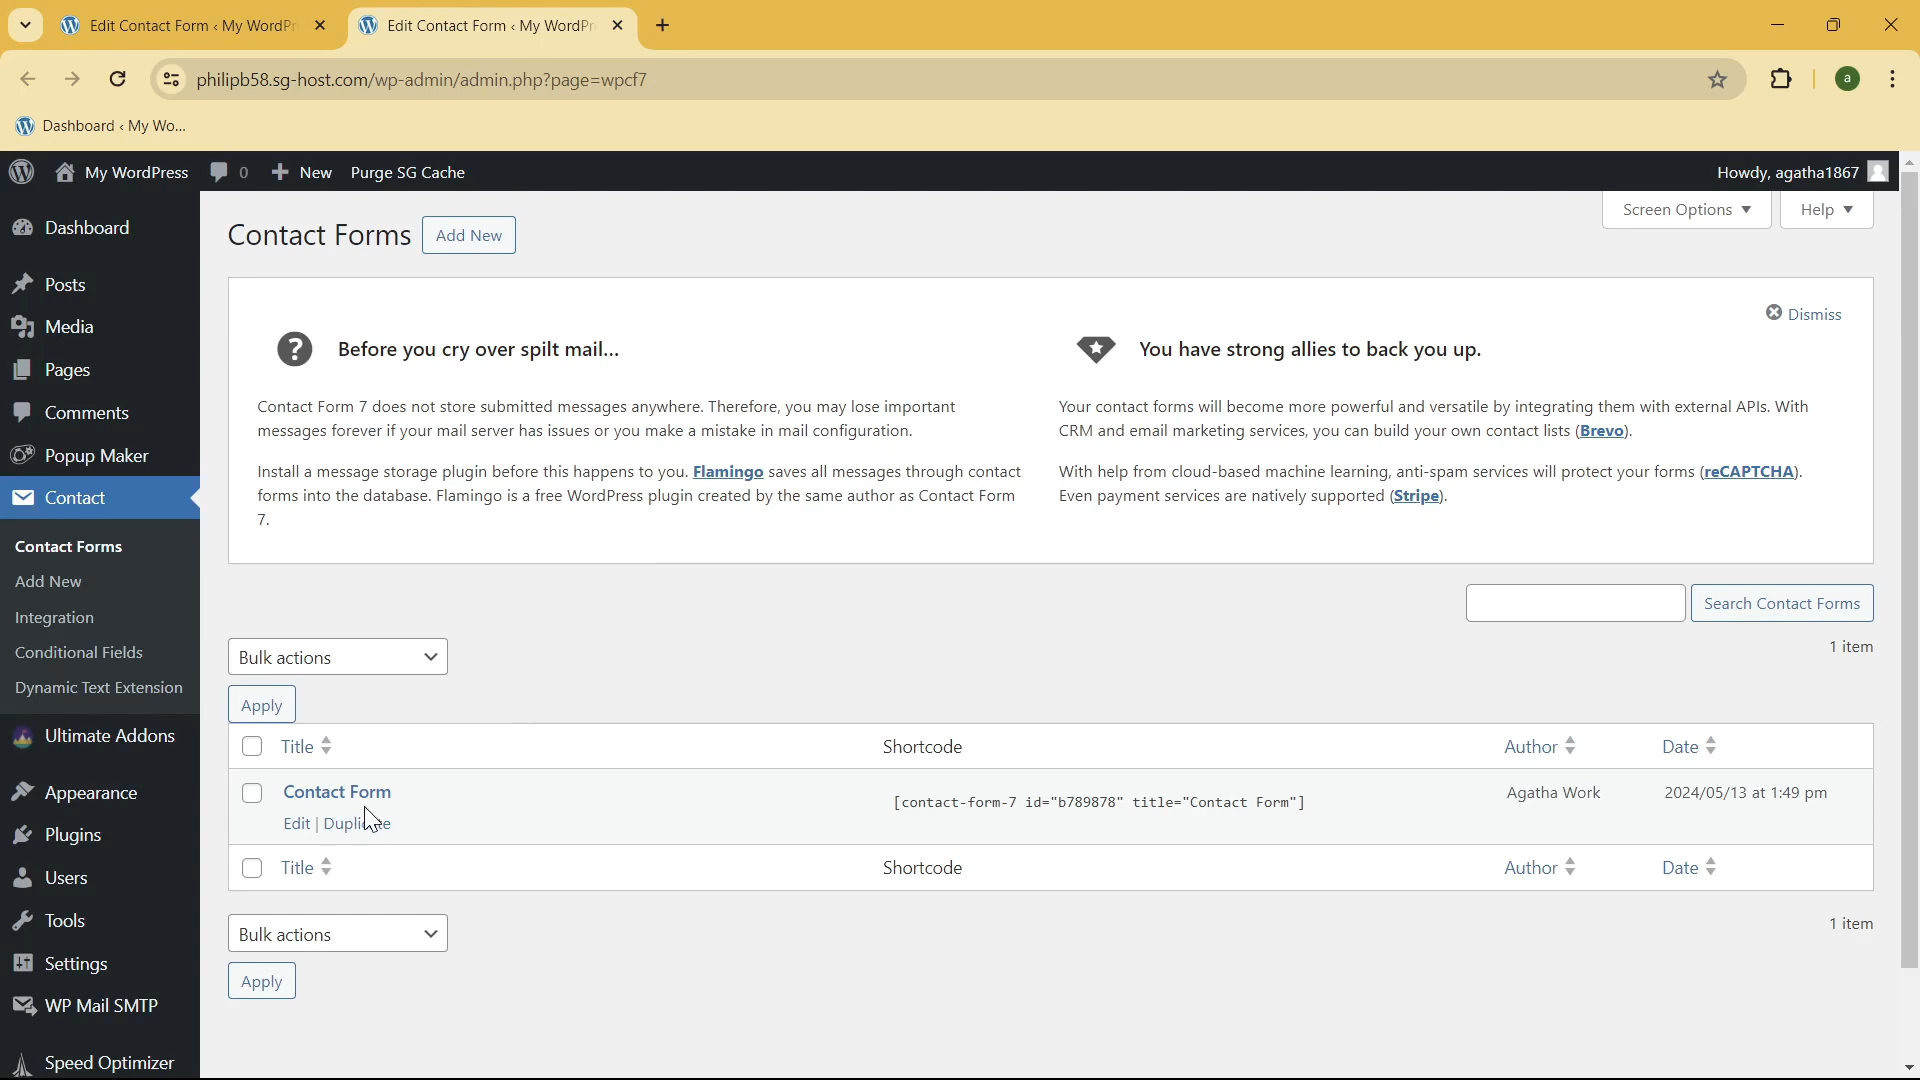 Edit Contact Form ‹ My WordPr
Edit Contact Form ‹ My WordPr
philipb58.sg-host.com/wp-admin/admin.php?page=wpcf7
a
Dashboard ‹ My Wo...
My WordPress
0
New
Purge SG Cache
Howdy, agatha1867
Dashboard
Posts
Media
Pages
Comments
Popup Maker
Contact
Contact Forms
Add New
Integration
Conditional Fields
Dynamic Text Extension
Ultimate Addons
Appearance
Plugins
Users
Tools
Settings
WP Mail SMTP
Speed Optimizer
Screen Options
Help
Contact Forms
Add New
Dismiss
Before you cry over spilt mail...
Contact Form 7 does not store submitted messages anywhere. Therefore, you may lose important
messages forever if your mail server has issues or you make a mistake in mail configuration.
Install a message storage plugin before this happens to you. Flamingo saves all messages through contact
forms into the database. Flamingo is a free WordPress plugin created by the same author as Contact Form
7.
You have strong allies to back you up.
Your contact forms will become more powerful and versatile by integrating them with external APIs. With
CRM and email marketing services, you can build your own contact lists (Brevo).
With help from cloud-based machine learning, anti-spam services will protect your forms (reCAPTCHA).
Even payment services are natively supported (Stripe).
Search Contact Forms
Bulk actions
1 item
Apply
Title
Shortcode
Author
Date
Contact Form
[contact-form-7 id="b789878" title="Contact Form"]
Agatha Work
2024/05/13 at 1:49 pm
Edit | Duplicate
Title
Shortcode
Author
Date
Bulk actions
1 item
Apply